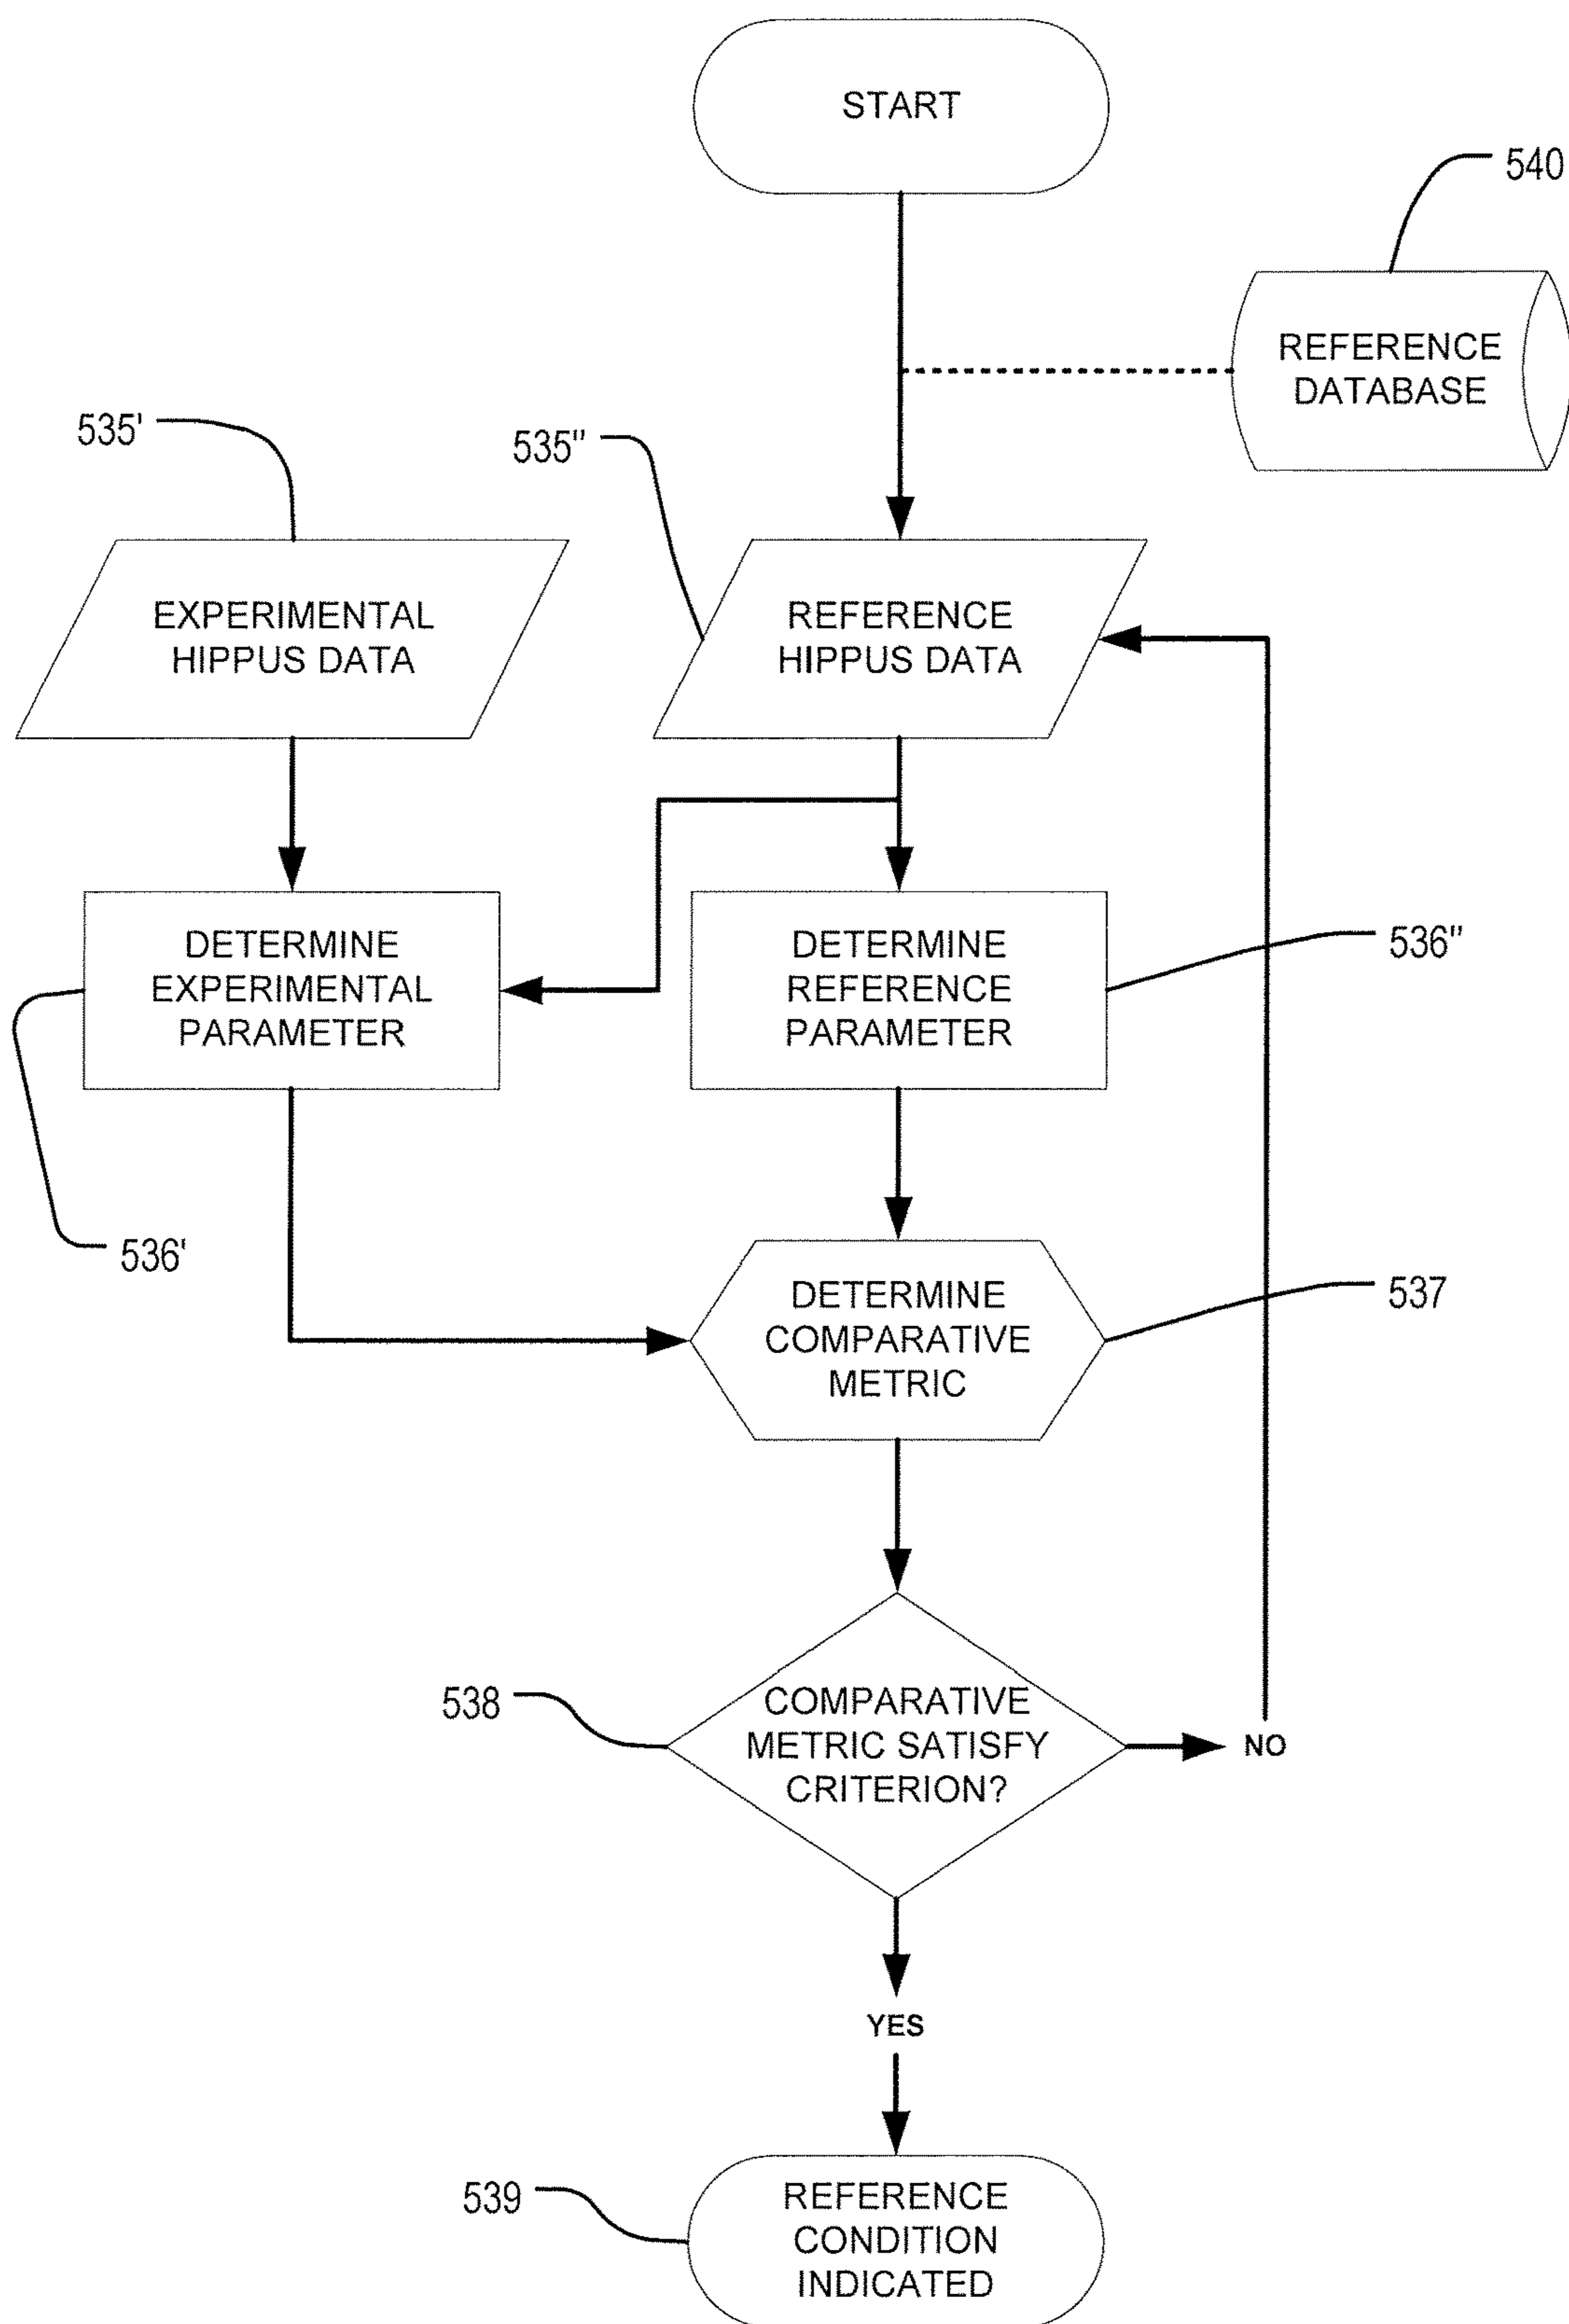 START
540
REFERENCE
DATABASE
535'
535"
EXPERIMENTAL
HIPPUS DATA
REFERENCE
HIPPUS DATA
DETERMINE
EXPERIMENTAL
PARAMETER
DETERMINE
REFERENCE
PARAMETER
536"
536'
DETERMINE
COMPARATIVE
METRIC
537
538
COMPARATIVE
METRIC SATISFY
CRITERION?
NO
YES
539
REFERENCE
CONDITION
INDICATED